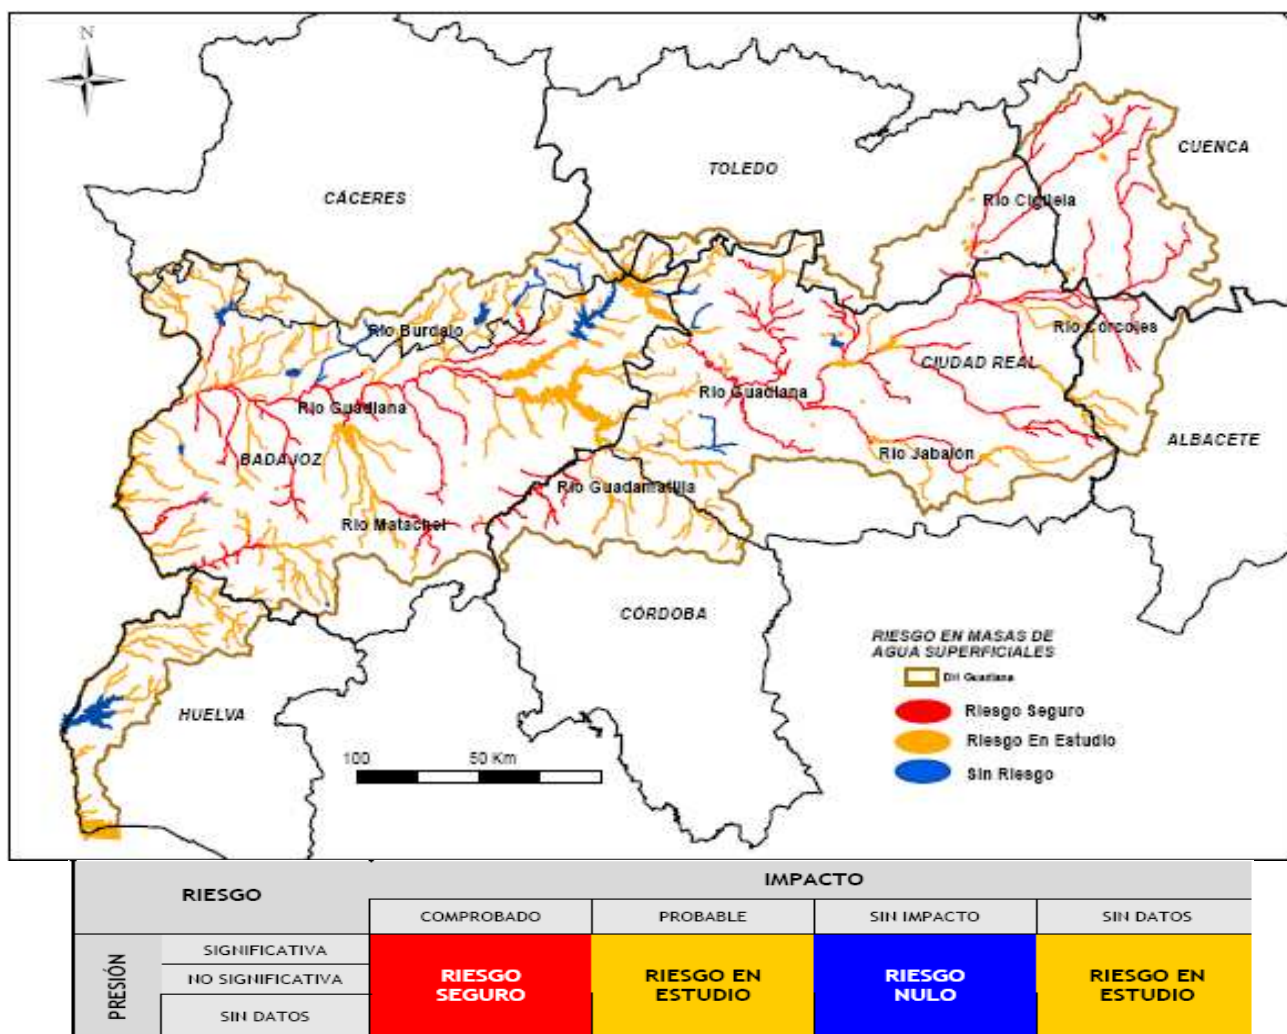 N
CUENCA
TOLEDO
CÁCERES
Río Cigüela
Río Burdalo
Río Córcoles
CIUDAD REAL
Río Guadiana
Río Guadiana
ALBACETE
BADAJOZ
Río Jabalón
Río Guadamatilla
Río Matachel
CÓRDOBA
RIESGO EN MASAS DE
AGUA SUPERFICIALES
DH Guadiana
HUELVA
Riesgo Seguro
Riesgo En Estudio
100 50 Km
Sin Riesgo
RIESGO
IMPACTO
COMPROBADO PROBABLE SIN IMPACTO SIN DATOS
PRESIÓN
SIGNIFICATIVA
NO SIGNIFICATIVA
SIN DATOS
RIESGO SEGURO
RIESGO EN ESTUDIO
RIESGO NULO
RIESGO EN ESTUDIO